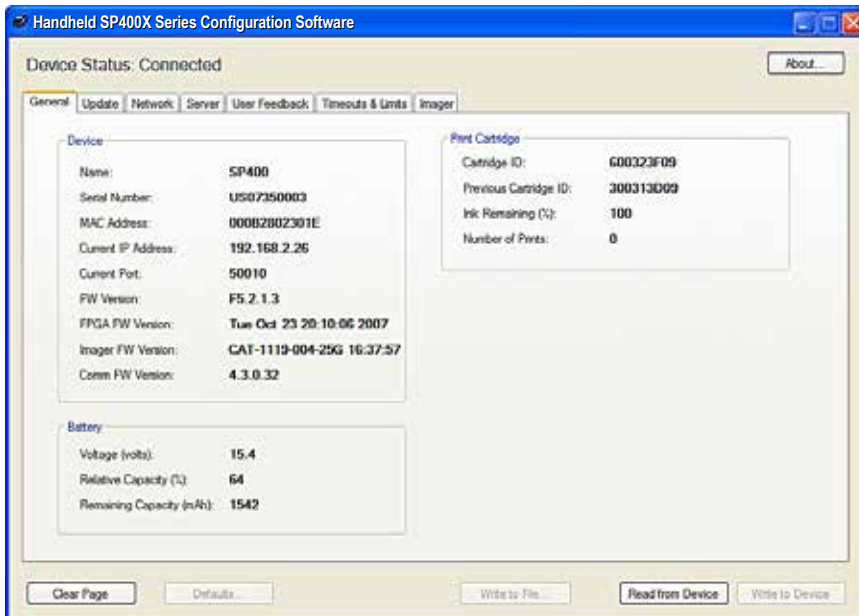 Handheld SP400X Series Configuration Software
Device Status: Connected
About...
General Update Network Server User Feedback Timeouts & Limits Imager
Device
Name: SP400
Serial Number: US07350003
MAC Address: 000B2802301E
Current IP Address: 192.168.2.26
Current Port: 50010
FW Version: F5.2.1.3
FPGA FW Version: Tue Oct 23 20:10:06 2007
Imager FW Version: CAT-1119-004-25G 16:37:57
Comm FW Version: 4.3.0.32
Battery
Voltage (volts): 15.4
Relative Capacity (%): 64
Remaining Capacity (mAh): 1542
Print Cartridge
Cartridge ID: 600323F09
Previous Cartridge ID: 300313D09
Ink Remaining (%): 100
Number of Prints: 0
Clear Page Defaults... Write to File... Read from Device Write to Device